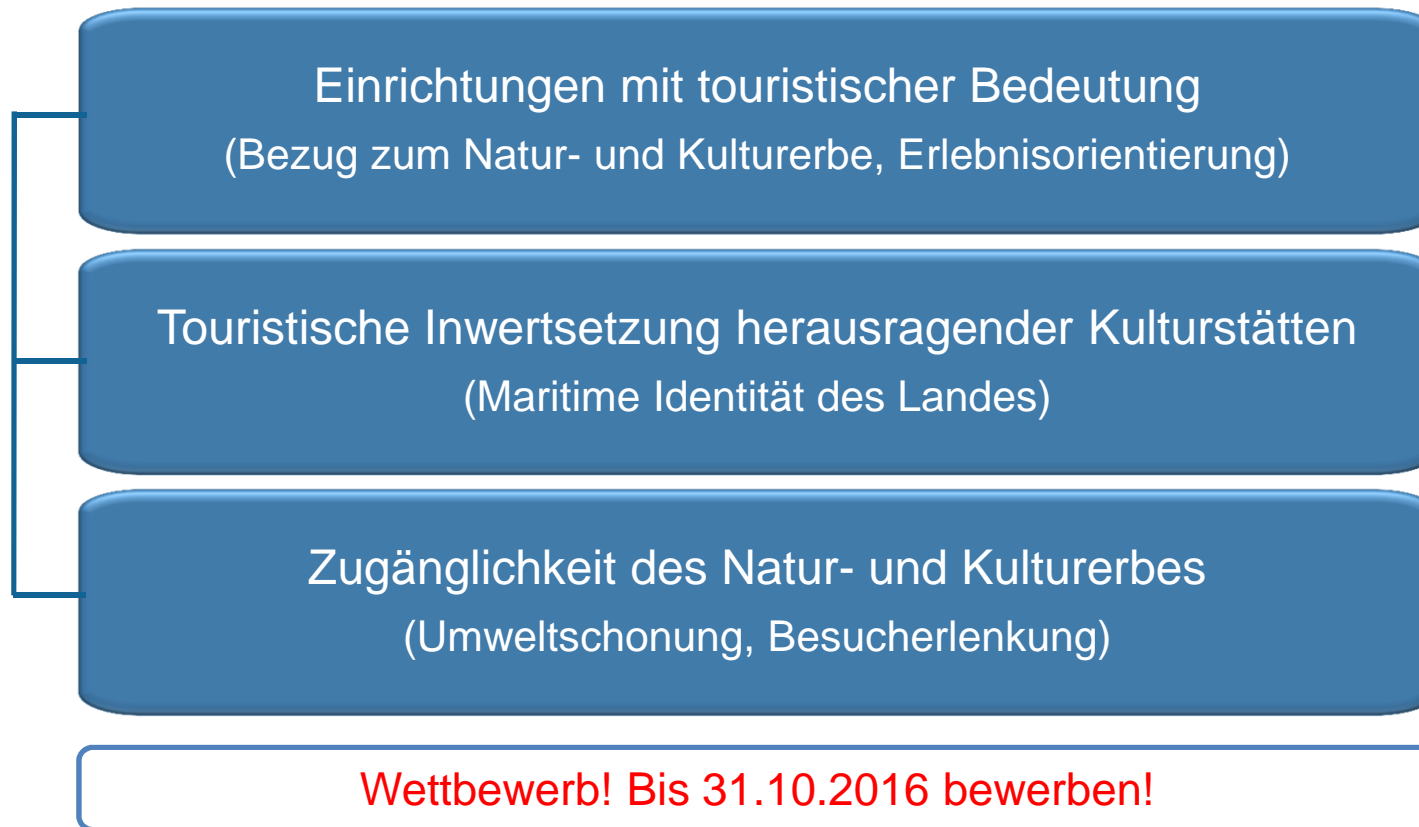 Einrichtungen mit touristischer Bedeutung
(Bezug zum Natur- und Kulturerbe, Erlebnisorientierung)
Touristische Inwertsetzung herausragender Kulturstätten
(Maritime Identität des Landes)
Zugänglichkeit des Natur- und Kulturerbes
(Umweltschonung, Besucherlenkung)
Wettbewerb! Bis 31.10.2016 bewerben!